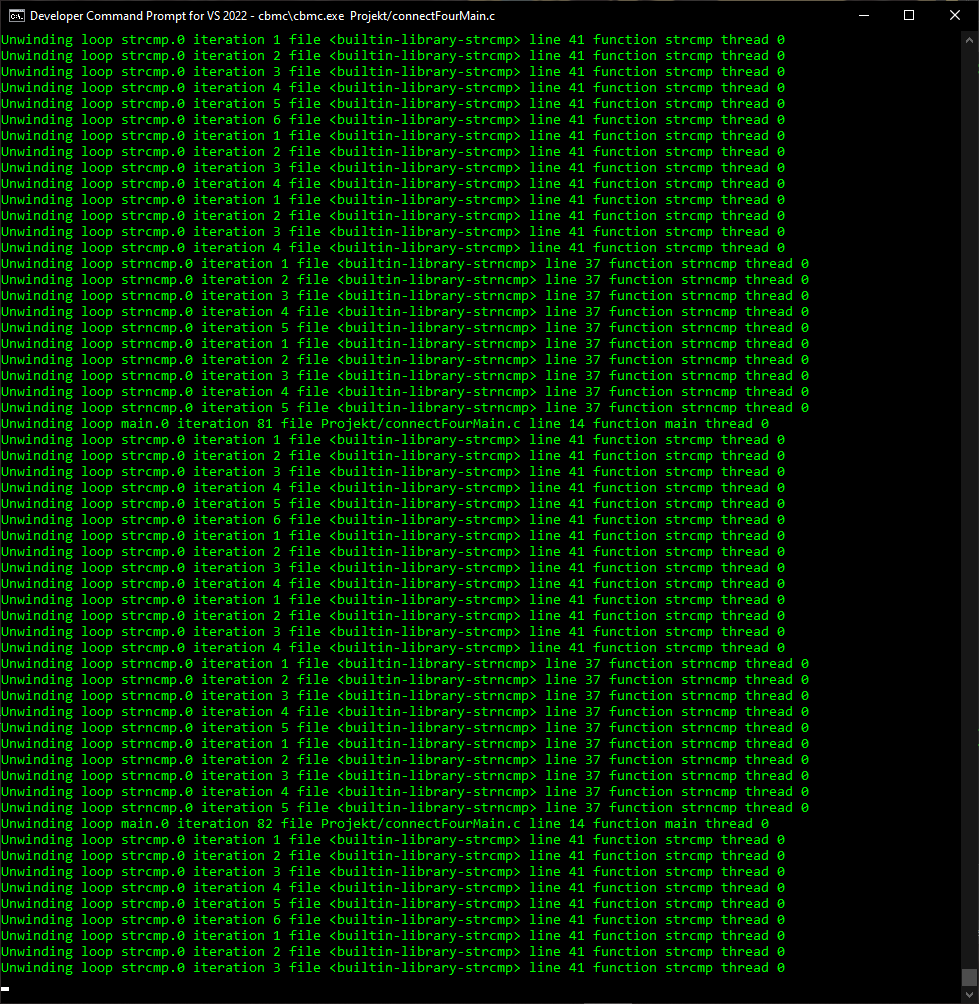 Developer Command Prompt for VS 2022 - cbmc\cbmc.exe Projekt/connectFourMain.c
Unwinding loop strcmp.0 iteration 1 file <builtin-library-strcmp> line 41 function strcmp thread 0
Unwinding loop strcmp.0 iteration 2 file <builtin-library-strcmp> line 41 function strcmp thread 0
Unwinding loop strcmp.0 iteration 3 file <builtin-library-strcmp> line 41 function strcmp thread 0
Unwinding loop strcmp.0 iteration 4 file <builtin-library-strcmp> line 41 function strcmp thread 0
Unwinding loop strcmp.0 iteration 5 file <builtin-library-strcmp> line 41 function strcmp thread 0
Unwinding loop strcmp.0 iteration 6 file <builtin-library-strcmp> line 41 function strcmp thread 0
Unwinding loop strcmp.0 iteration 1 file <builtin-library-strcmp> line 41 function strcmp thread 0
Unwinding loop strcmp.0 iteration 2 file <builtin-library-strcmp> line 41 function strcmp thread 0
Unwinding loop strcmp.0 iteration 3 file <builtin-library-strcmp> line 41 function strcmp thread 0
Unwinding loop strcmp.0 iteration 4 file <builtin-library-strcmp> line 41 function strcmp thread 0
Unwinding loop strcmp.0 iteration 1 file <builtin-library-strcmp> line 41 function strcmp thread 0
Unwinding loop strcmp.0 iteration 2 file <builtin-library-strcmp> line 41 function strcmp thread 0
Unwinding loop strcmp.0 iteration 3 file <builtin-library-strcmp> line 41 function strcmp thread 0
Unwinding loop strcmp.0 iteration 4 file <builtin-library-strcmp> line 41 function strcmp thread 0
Unwinding loop strncmp.0 iteration 1 file <builtin-library-strncmp> line 37 function strncmp thread 0
Unwinding loop strncmp.0 iteration 2 file <builtin-library-strncmp> line 37 function strncmp thread 0
Unwinding loop strncmp.0 iteration 3 file <builtin-library-strncmp> line 37 function strncmp thread 0
Unwinding loop strncmp.0 iteration 4 file <builtin-library-strncmp> line 37 function strncmp thread 0
Unwinding loop strncmp.0 iteration 5 file <builtin-library-strncmp> line 37 function strncmp thread 0
Unwinding loop strncmp.0 iteration 1 file <builtin-library-strncmp> line 37 function strncmp thread 0
Unwinding loop strncmp.0 iteration 2 file <builtin-library-strncmp> line 37 function strncmp thread 0
Unwinding loop strncmp.0 iteration 3 file <builtin-library-strncmp> line 37 function strncmp thread 0
Unwinding loop strncmp.0 iteration 4 file <builtin-library-strncmp> line 37 function strncmp thread 0
Unwinding loop strncmp.0 iteration 5 file <builtin-library-strncmp> line 37 function strncmp thread 0
Unwinding loop main.0 iteration 81 file Projekt/connectFourMain.c line 14 function main thread 0
Unwinding loop strcmp.0 iteration 1 file <builtin-library-strcmp> line 41 function strcmp thread 0
Unwinding loop strcmp.0 iteration 2 file <builtin-library-strcmp> line 41 function strcmp thread 0
Unwinding loop strcmp.0 iteration 3 file <builtin-library-strcmp> line 41 function strcmp thread 0
Unwinding loop strcmp.0 iteration 4 file <builtin-library-strcmp> line 41 function strcmp thread 0
Unwinding loop strcmp.0 iteration 5 file <builtin-library-strcmp> line 41 function strcmp thread 0
Unwinding loop strcmp.0 iteration 6 file <builtin-library-strcmp> line 41 function strcmp thread 0
Unwinding loop strcmp.0 iteration 1 file <builtin-library-strcmp> line 41 function strcmp thread 0
Unwinding loop strcmp.0 iteration 2 file <builtin-library-strcmp> line 41 function strcmp thread 0
Unwinding loop strcmp.0 iteration 3 file <builtin-library-strcmp> line 41 function strcmp thread 0
Unwinding loop strcmp.0 iteration 4 file <builtin-library-strcmp> line 41 function strcmp thread 0
Unwinding loop strcmp.0 iteration 1 file <builtin-library-strcmp> line 41 function strcmp thread 0
Unwinding loop strcmp.0 iteration 2 file <builtin-library-strcmp> line 41 function strcmp thread 0
Unwinding loop strcmp.0 iteration 3 file <builtin-library-strcmp> line 41 function strcmp thread 0
Unwinding loop strcmp.0 iteration 4 file <builtin-library-strcmp> line 41 function strcmp thread 0
Unwinding loop strncmp.0 iteration 1 file <builtin-library-strncmp> line 37 function strncmp thread 0
Unwinding loop strncmp.0 iteration 2 file <builtin-library-strncmp> line 37 function strncmp thread 0
Unwinding loop strncmp.0 iteration 3 file <builtin-library-strncmp> line 37 function strncmp thread 0
Unwinding loop strncmp.0 iteration 4 file <builtin-library-strncmp> line 37 function strncmp thread 0
Unwinding loop strncmp.0 iteration 5 file <builtin-library-strncmp> line 37 function strncmp thread 0
Unwinding loop strncmp.0 iteration 1 file <builtin-library-strncmp> line 37 function strncmp thread 0
Unwinding loop strncmp.0 iteration 2 file <builtin-library-strncmp> line 37 function strncmp thread 0
Unwinding loop strncmp.0 iteration 3 file <builtin-library-strncmp> line 37 function strncmp thread 0
Unwinding loop strncmp.0 iteration 4 file <builtin-library-strncmp> line 37 function strncmp thread 0
Unwinding loop strncmp.0 iteration 5 file <builtin-library-strncmp> line 37 function strncmp thread 0
Unwinding loop main.0 iteration 82 file Projekt/connectFourMain.c line 14 function main thread 0
Unwinding loop strcmp.0 iteration 1 file <builtin-library-strcmp> line 41 function strcmp thread 0
Unwinding loop strcmp.0 iteration 2 file <builtin-library-strcmp> line 41 function strcmp thread 0
Unwinding loop strcmp.0 iteration 3 file <builtin-library-strcmp> line 41 function strcmp thread 0
Unwinding loop strcmp.0 iteration 4 file <builtin-library-strcmp> line 41 function strcmp thread 0
Unwinding loop strcmp.0 iteration 5 file <builtin-library-strcmp> line 41 function strcmp thread 0
Unwinding loop strcmp.0 iteration 6 file <builtin-library-strcmp> line 41 function strcmp thread 0
Unwinding loop strcmp.0 iteration 1 file <builtin-library-strcmp> line 41 function strcmp thread 0
Unwinding loop strcmp.0 iteration 2 file <builtin-library-strcmp> line 41 function strcmp thread 0
Unwinding loop strcmp.0 iteration 3 file <builtin-library-strcmp> line 41 function strcmp thread 0